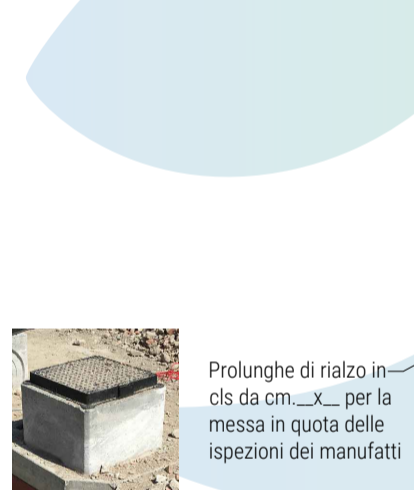 Prolunghe di rialzo in
cls da cm.__x__ per la
messa in quota delle
ispezioni dei manufatti